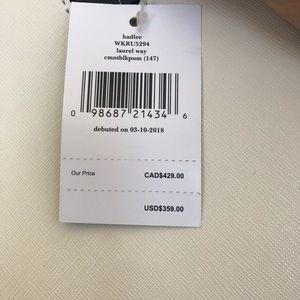 hadlee
WKRU5294
laurel way
cmntblkpum (147)
0 98687 21434 6
debuted on 03-10-2018
Our Price CAD$429.00
USD$359.00